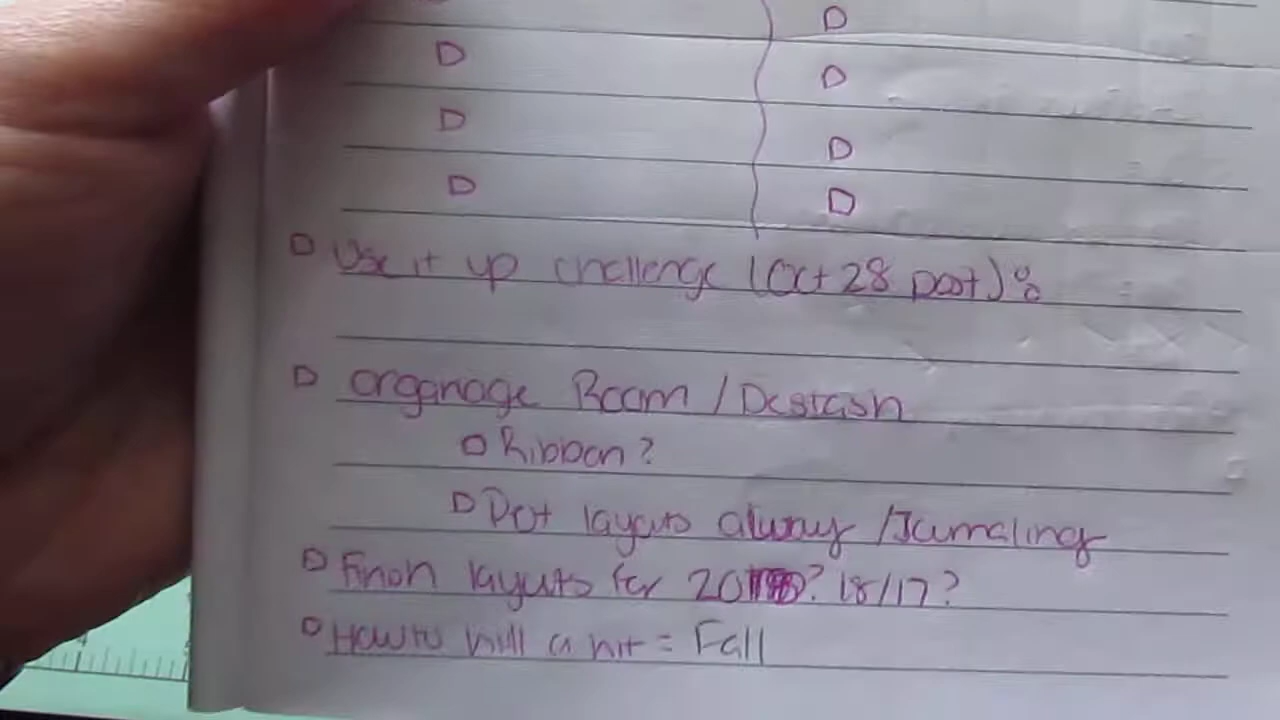 Use it up challenge (Oct 28 post):
Organage Room / Destash
Ribbon?
Put layouts away / Journaling
Finish layouts for 20 ? 18/17?
How to kill a kit = Fall